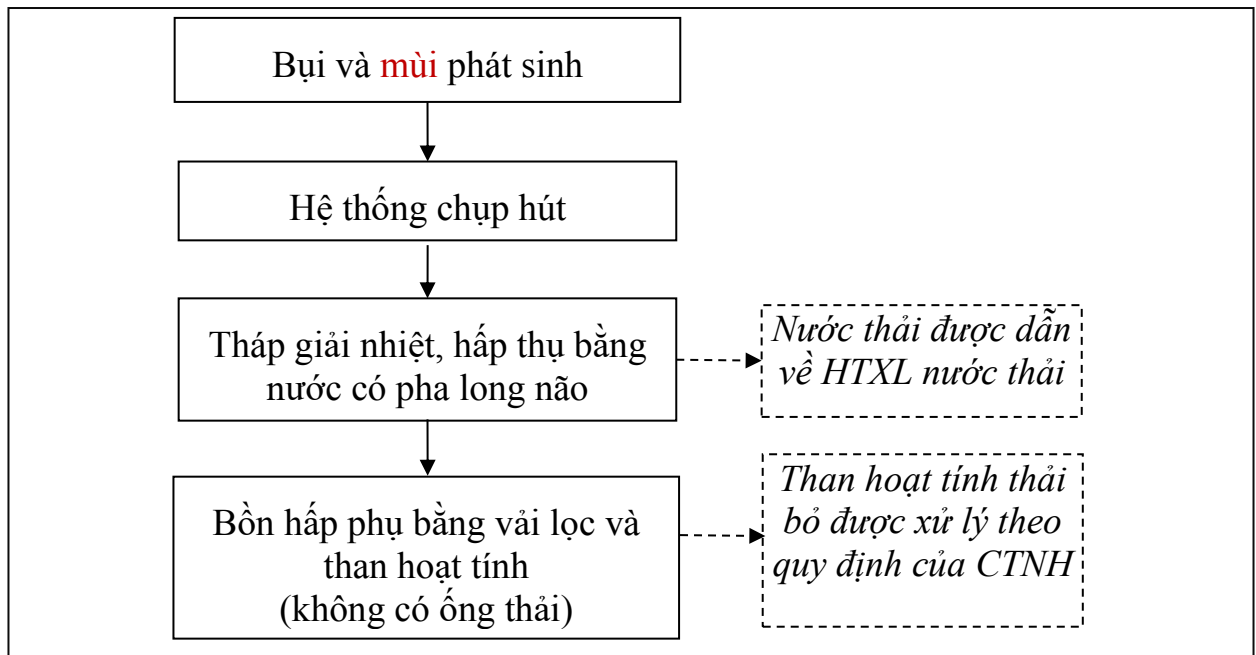 Bụi và mùi phát sinh
Hệ thống chụp hút
Tháp giải nhiệt, hấp thụ bằng
nước có pha long não
Nước thải được dẫn
về HTXL nước thải
Bồn hấp phụ bằng vải lọc và
than hoạt tính
(không có ống thải)
Than hoạt tính thải
bỏ được xử lý theo
quy định của CTNH